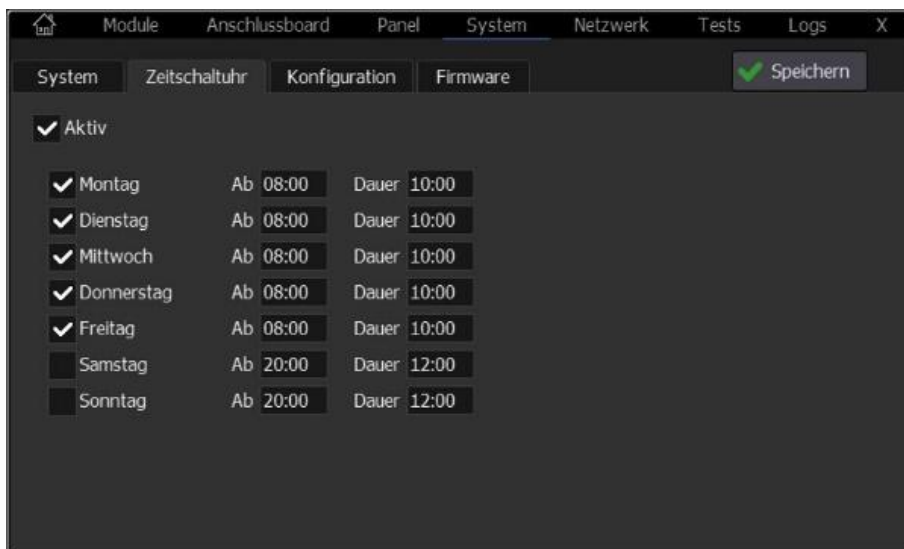 Module Anschlussboard Panel System Netzwerk Tests Logs X
System Zeitschaltuhr Konfiguration Firmware Speichern
Aktiv
Montag Ab 08:00 Dauer 10:00
Dienstag Ab 08:00 Dauer 10:00
Mittwoch Ab 08:00 Dauer 10:00
Donnerstag Ab 08:00 Dauer 10:00
Freitag Ab 08:00 Dauer 10:00
Samstag Ab 20:00 Dauer 12:00
Sonntag Ab 20:00 Dauer 12:00